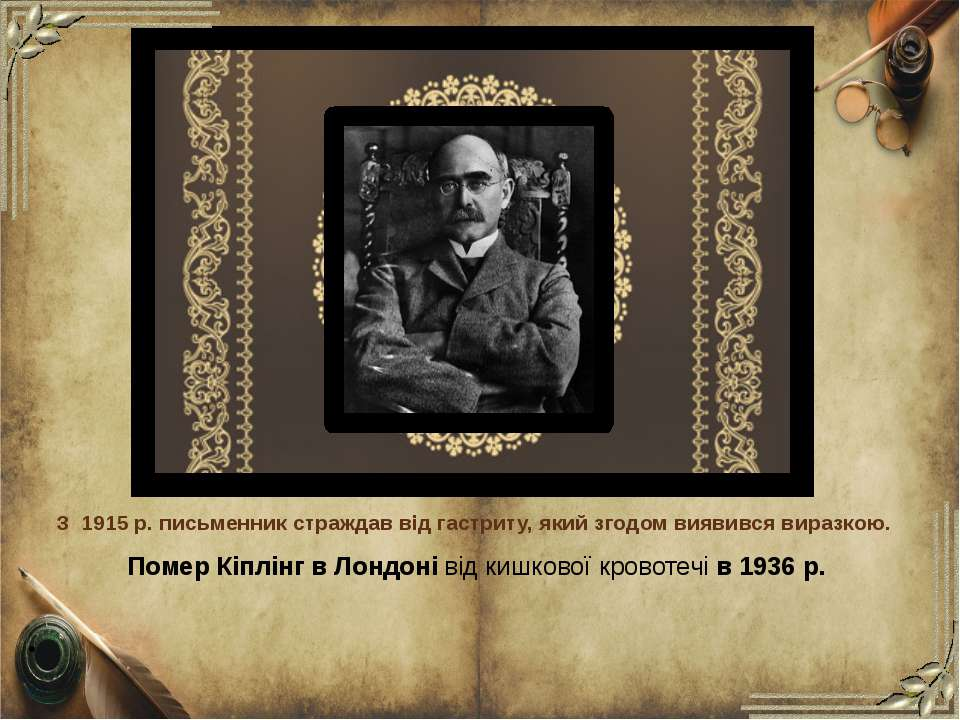 З 1915 р. письменник страждав від гастриту, який згодом виявився виразкою.
Помер Кіплінг в Лондоні від кишкової кровотечі в 1936 р.